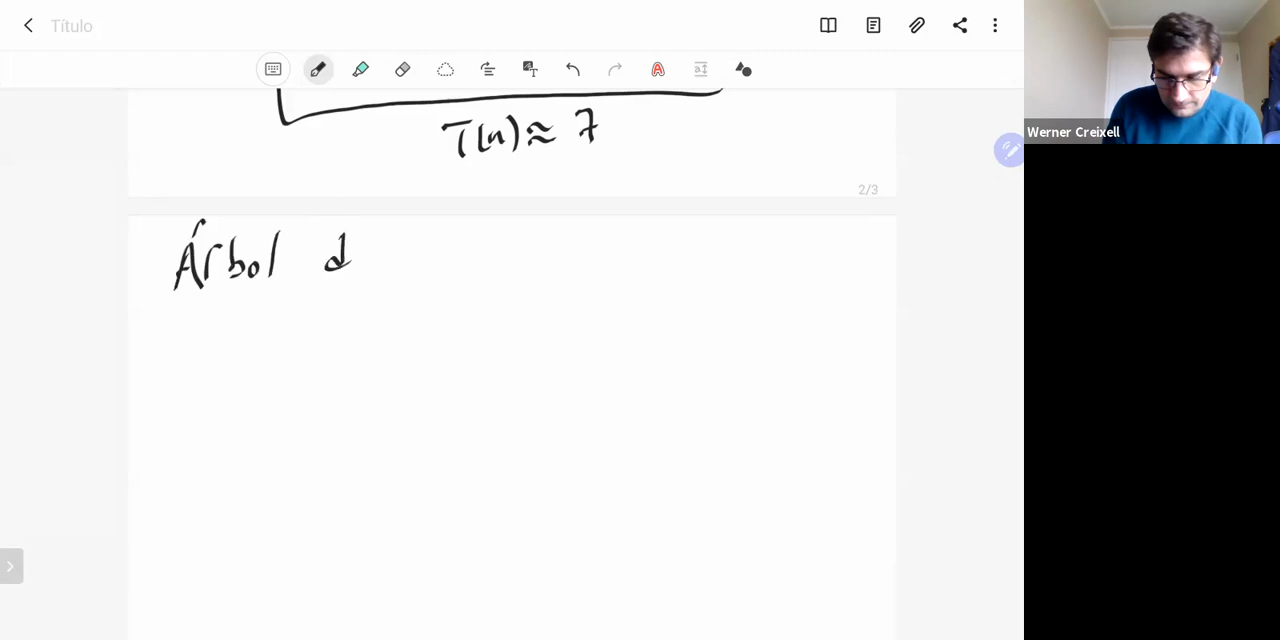 Título
T(n) ≈ 7
2/3
Árbol d
Werner Creixell